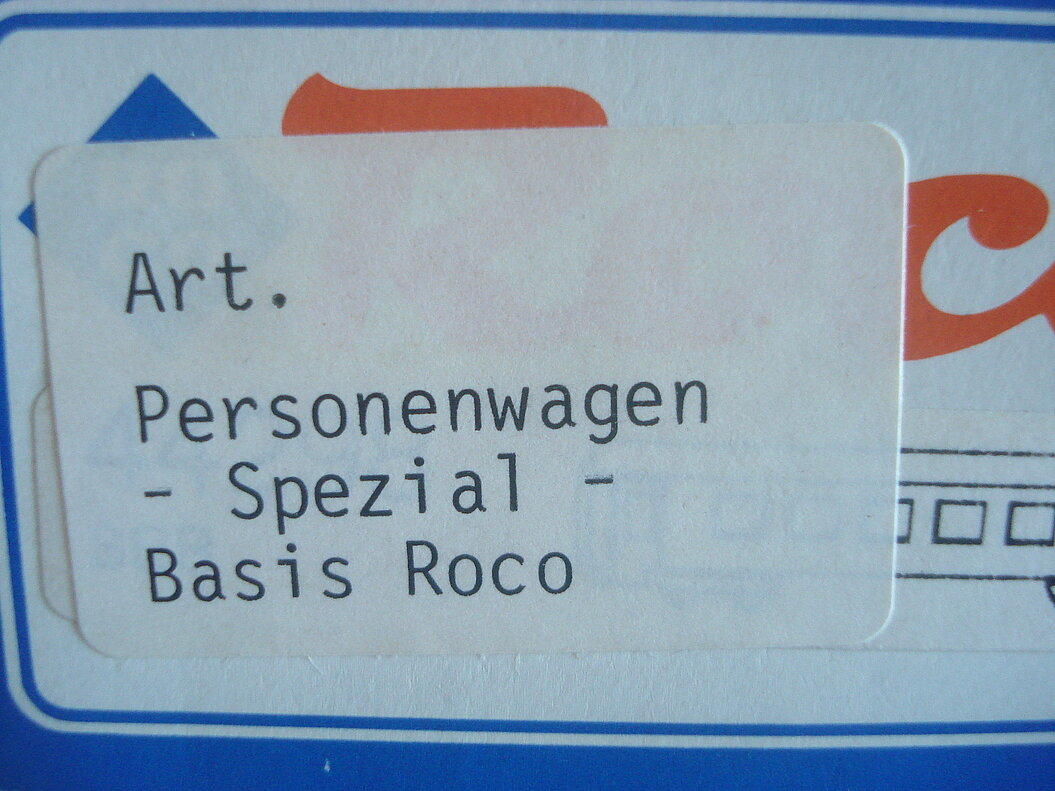 Art.
Personenwagen
- Spezial -
Basis Roco